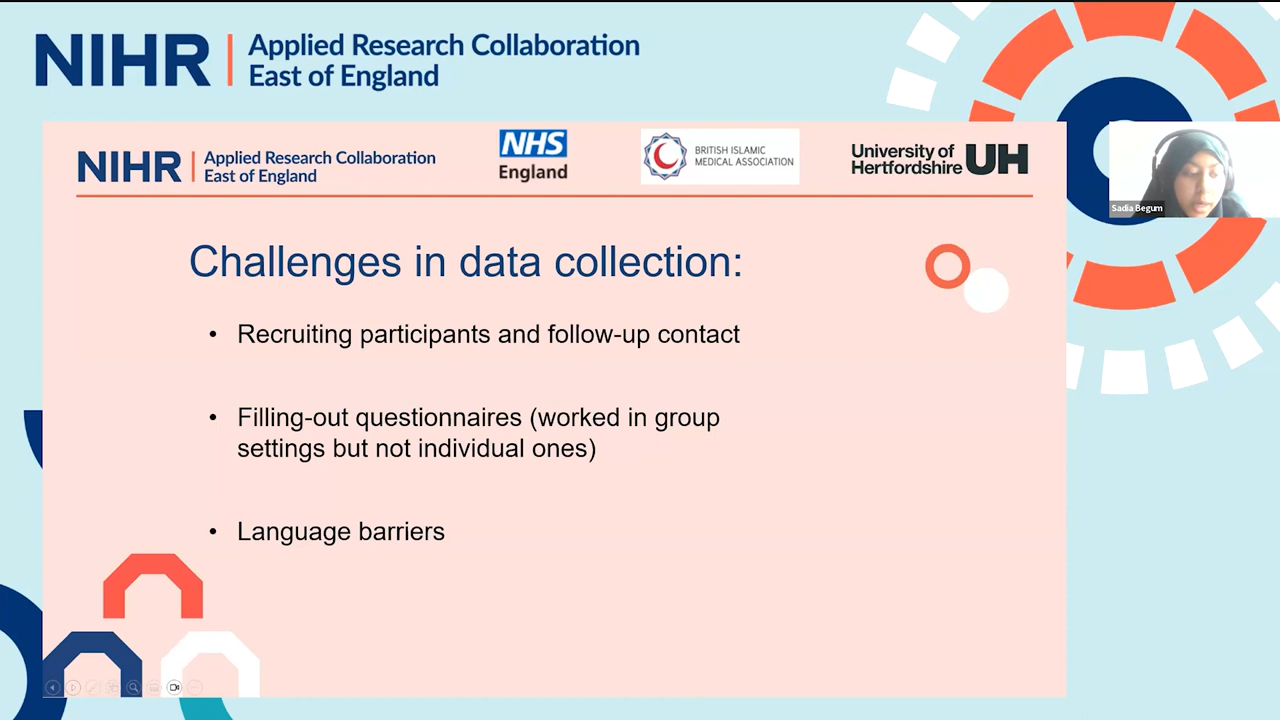 NIHR | Applied Research Collaboration
East of England
NIHR | Applied Research Collaboration
East of England
NHS
England
BRITISH ISLAMIC
MEDICAL ASSOCIATION
University of
Hertfordshire UH
Sadia Begum
Challenges in data collection:
• Recruiting participants and follow-up contact
• Filling-out questionnaires (worked in group
settings but not individual ones)
• Language barriers